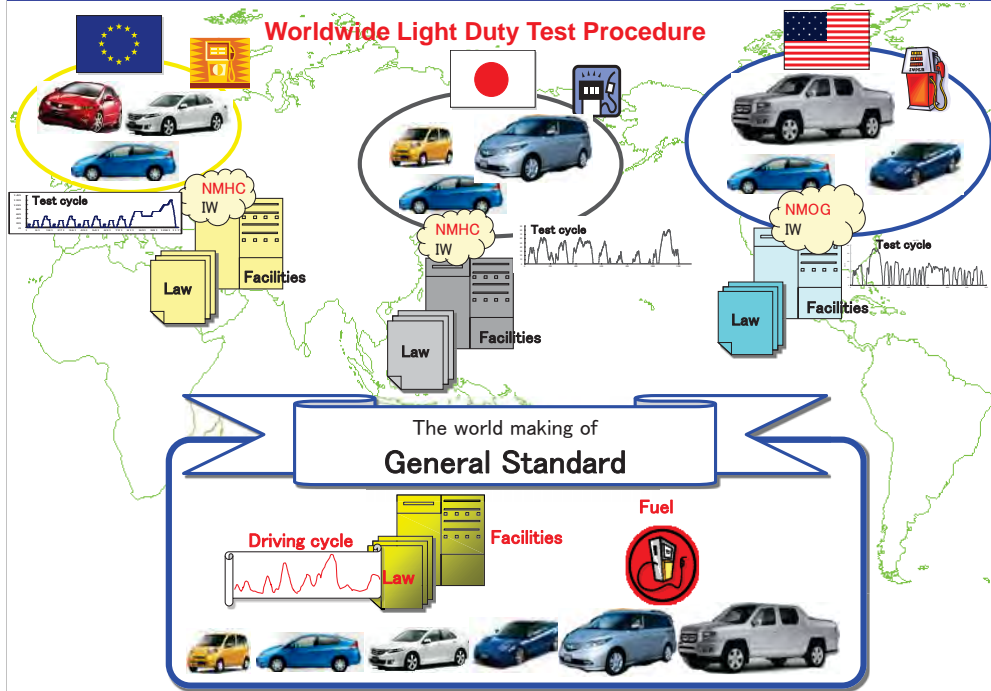 Worldwide Light Duty Test Procedure
Test cycle
NMHC
IW
Facilities
Law
NMHC
IW
Test cycle
Facilities
Law
NMOG
IW
Test cycle
Facilities
Law
The world making of
General Standard
Fuel
Driving cycle
Facilities
Law